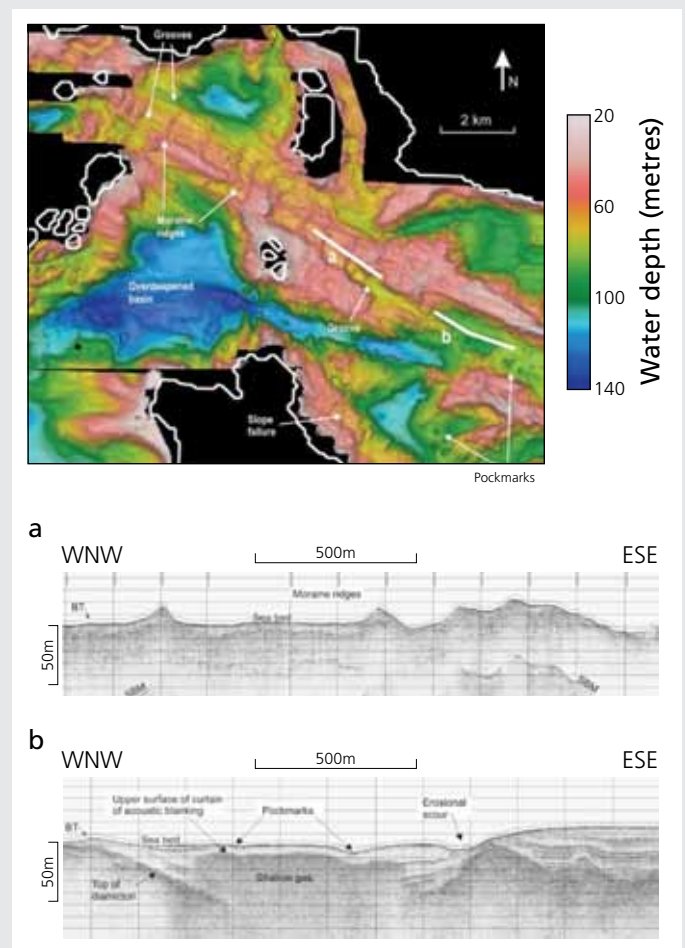 Grooves
N
2 km
Moraine
ridges
Overdeepened
basin
a
Groove
b
Slope
failure
Pockmarks
20
60
100
140
Water depth (metres)
a
WNW
500m
ESE
Moraine ridges
BT
Sea bed
50m
SBM
SBM
b
WNW
500m
ESE
Upper surface of curtain
of acoustic blanking
Pockmarks
Erosional
scour
BT
Sea bed
50m
Shallow gas
Top of
diamicton